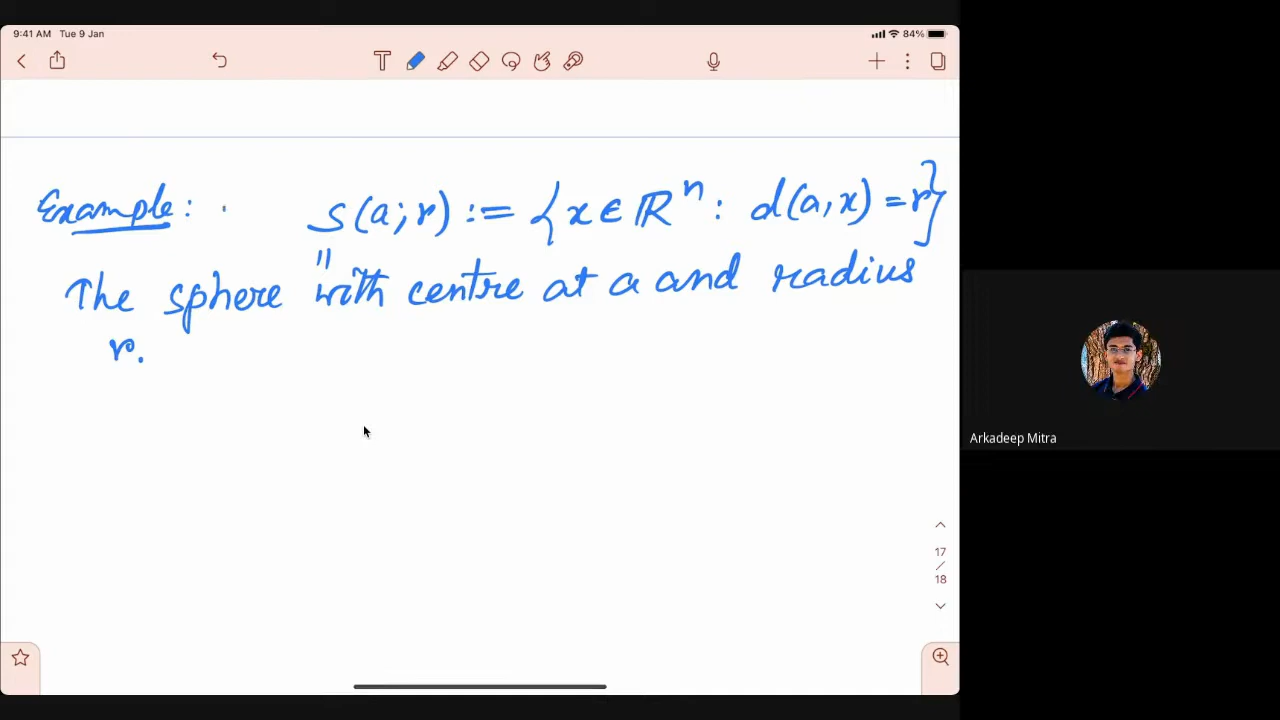 9:41 AM Tue 9 Jan
84%
Example: S(a;r) := {x ∈ ℝⁿ : d(a,x) = r}
"
The sphere with centre at a and radius
r.
17
/
18
Arkadeep Mitra